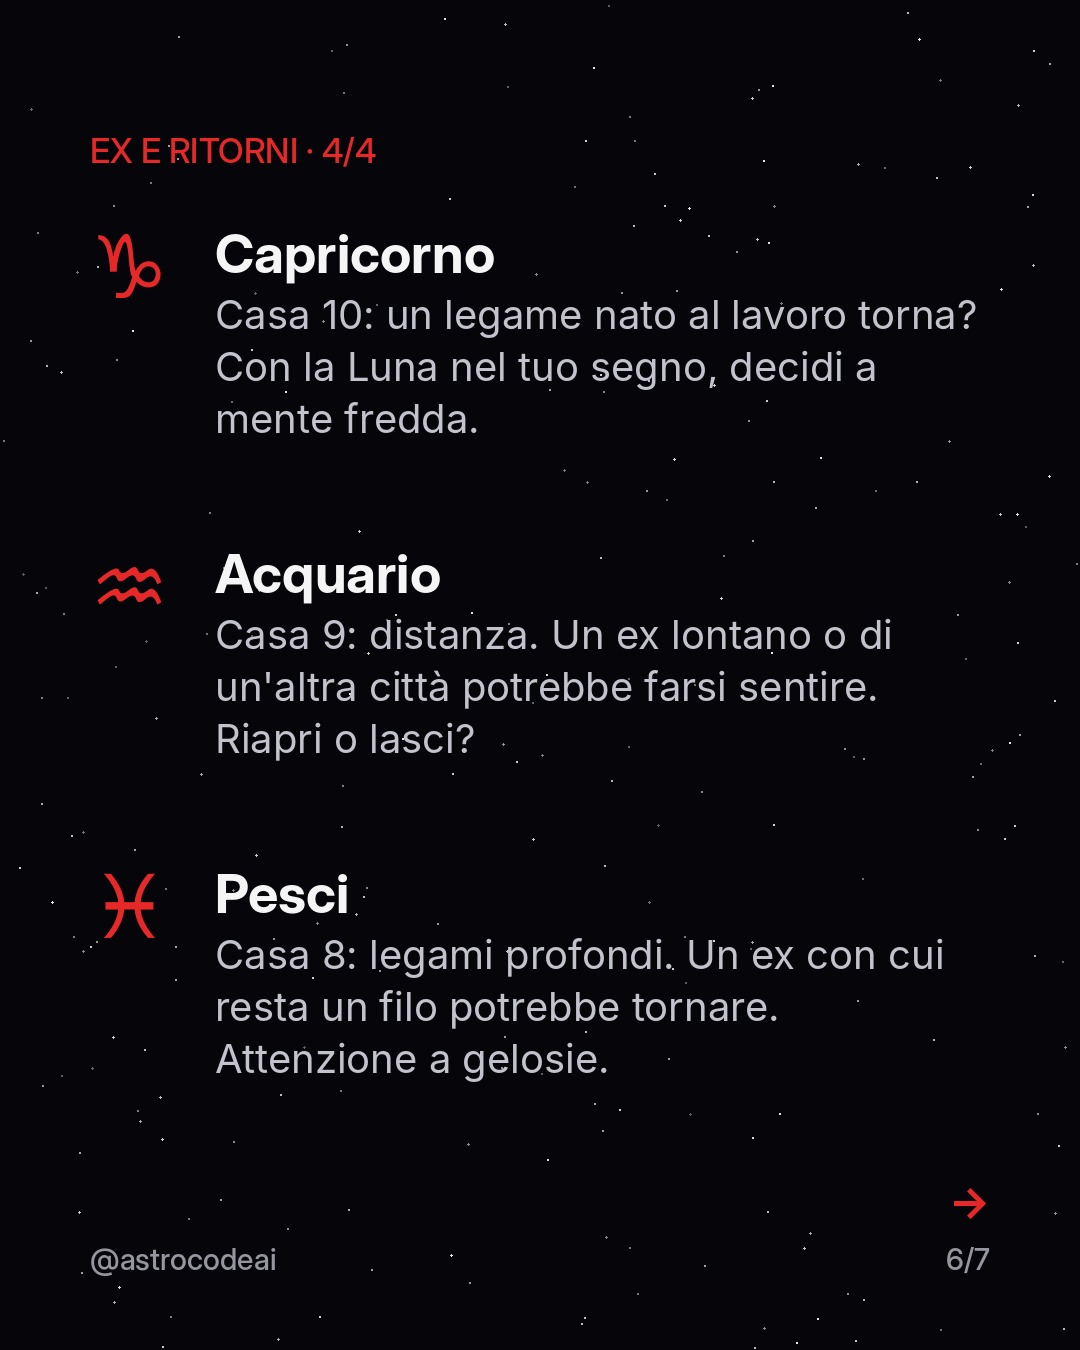 EX E RITORNI · 4/4
♑ Capricorno
Casa 10: un legame nato al lavoro torna?
Con la Luna nel tuo segno, decidi a
mente fredda.
♒ Acquario
Casa 9: distanza. Un ex lontano o di
un'altra città potrebbe farsi sentire.
Riapri o lasci?
♓ Pesci
Casa 8: legami profondi. Un ex con cui
resta un filo potrebbe tornare.
Attenzione a gelosie.
→
@astrocodeai
6/7